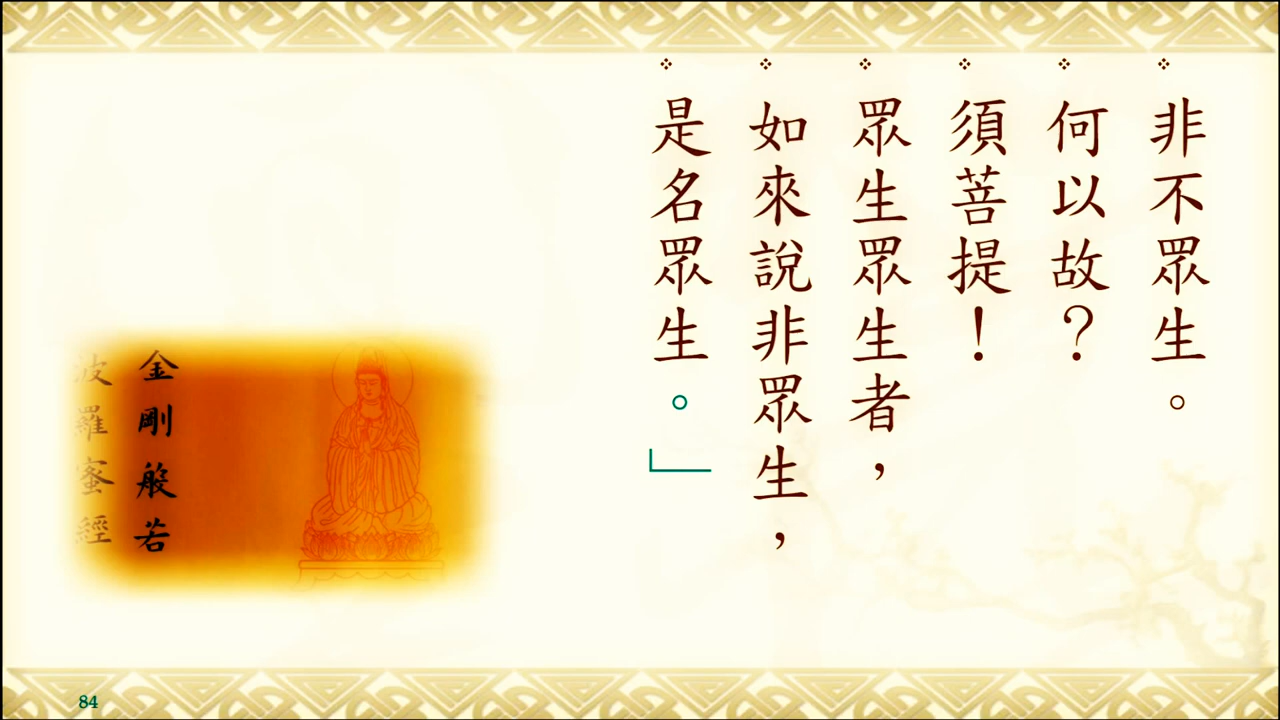 非不眾生。
何以故?
須菩提!
眾生眾生者,
如來說非眾生,
是名眾生。」
金剛般若
波羅蜜經
84